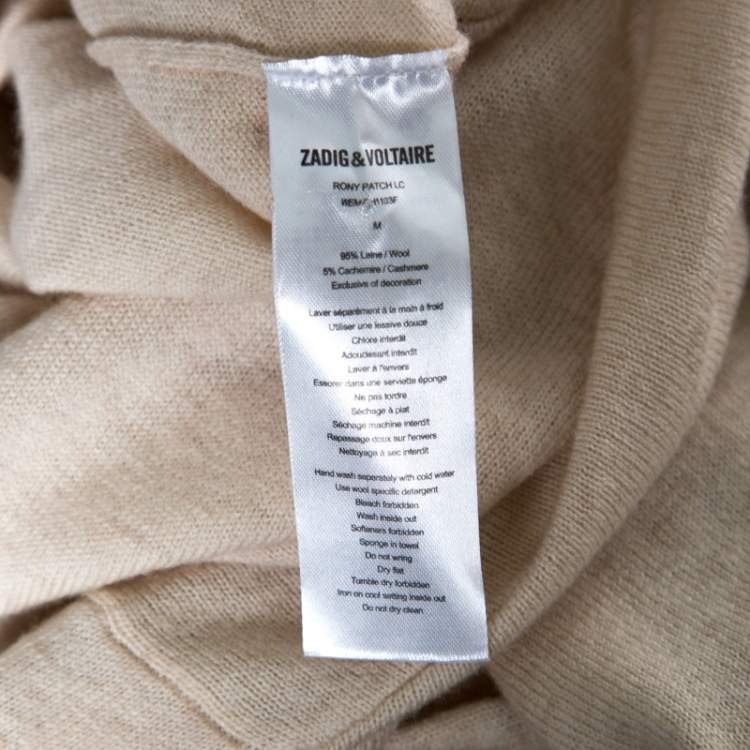 ZADIG&VOLTAIRE
RONY PATCH LC
M
95% Laine / Wool
5% Cachemire / Cashmere
Exclusive of decoration
Laver séparément à la main à froid
Utiliser une lessive douce
Chlore interdit
Adoucissant interdit
Laver à l'envers
Essorer dans une serviette éponge
Ne pas tordre
Séchage à plat
Séchage machine interdit
Repassage doux sur l'envers
Nettoyage à sec interdit
Hand wash seperately with cold water
Use wool specific detergent
Bleach forbidden
Wash inside out
Softeners forbidden
Sponge in towel
Do not wring
Dry flat
Tumble dry forbidden
Iron on cool setting inside out
Do not dry clean